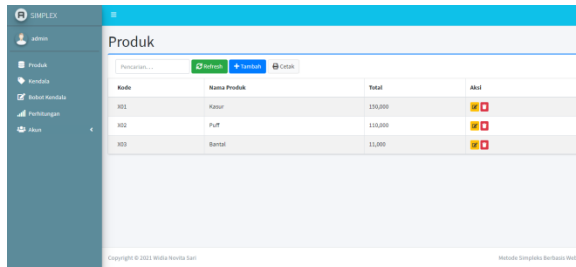 SIMPLEX
admin
Produk
Kendala
Bobot Kendala
Perhitungan
Akun
Produk
Pencarian. . . Refresh Tambah Cetak
Kode Nama Produk Total Aksi
X01 Kasur 150,000
X02 Puff 110,000
X03 Bantal 11,000
Copyright © 2021 Widia Novita Sari Metode Simpleks Berbasis Web